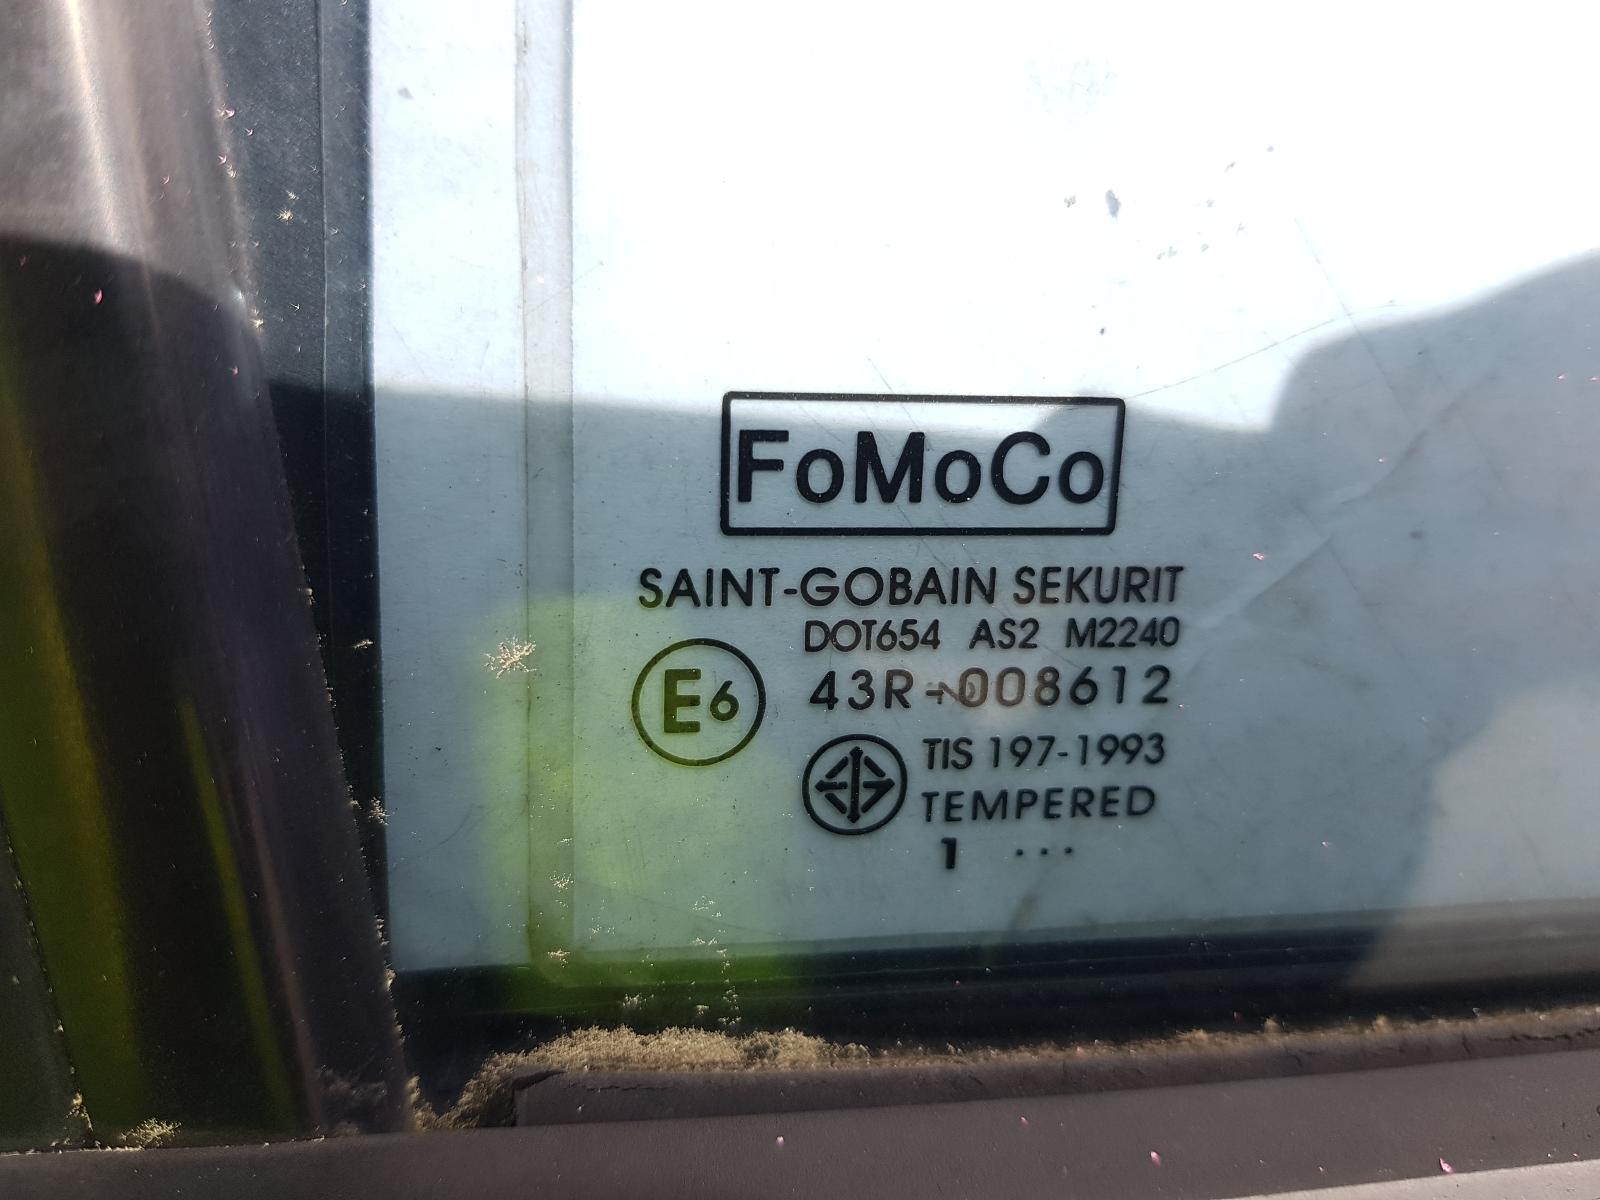 FoMoCo
SAINT-GOBAIN SEKURIT
DOT654 AS2 M2240
E6 43R-008612
TIS 197-1993
TEMPERED
1 ...